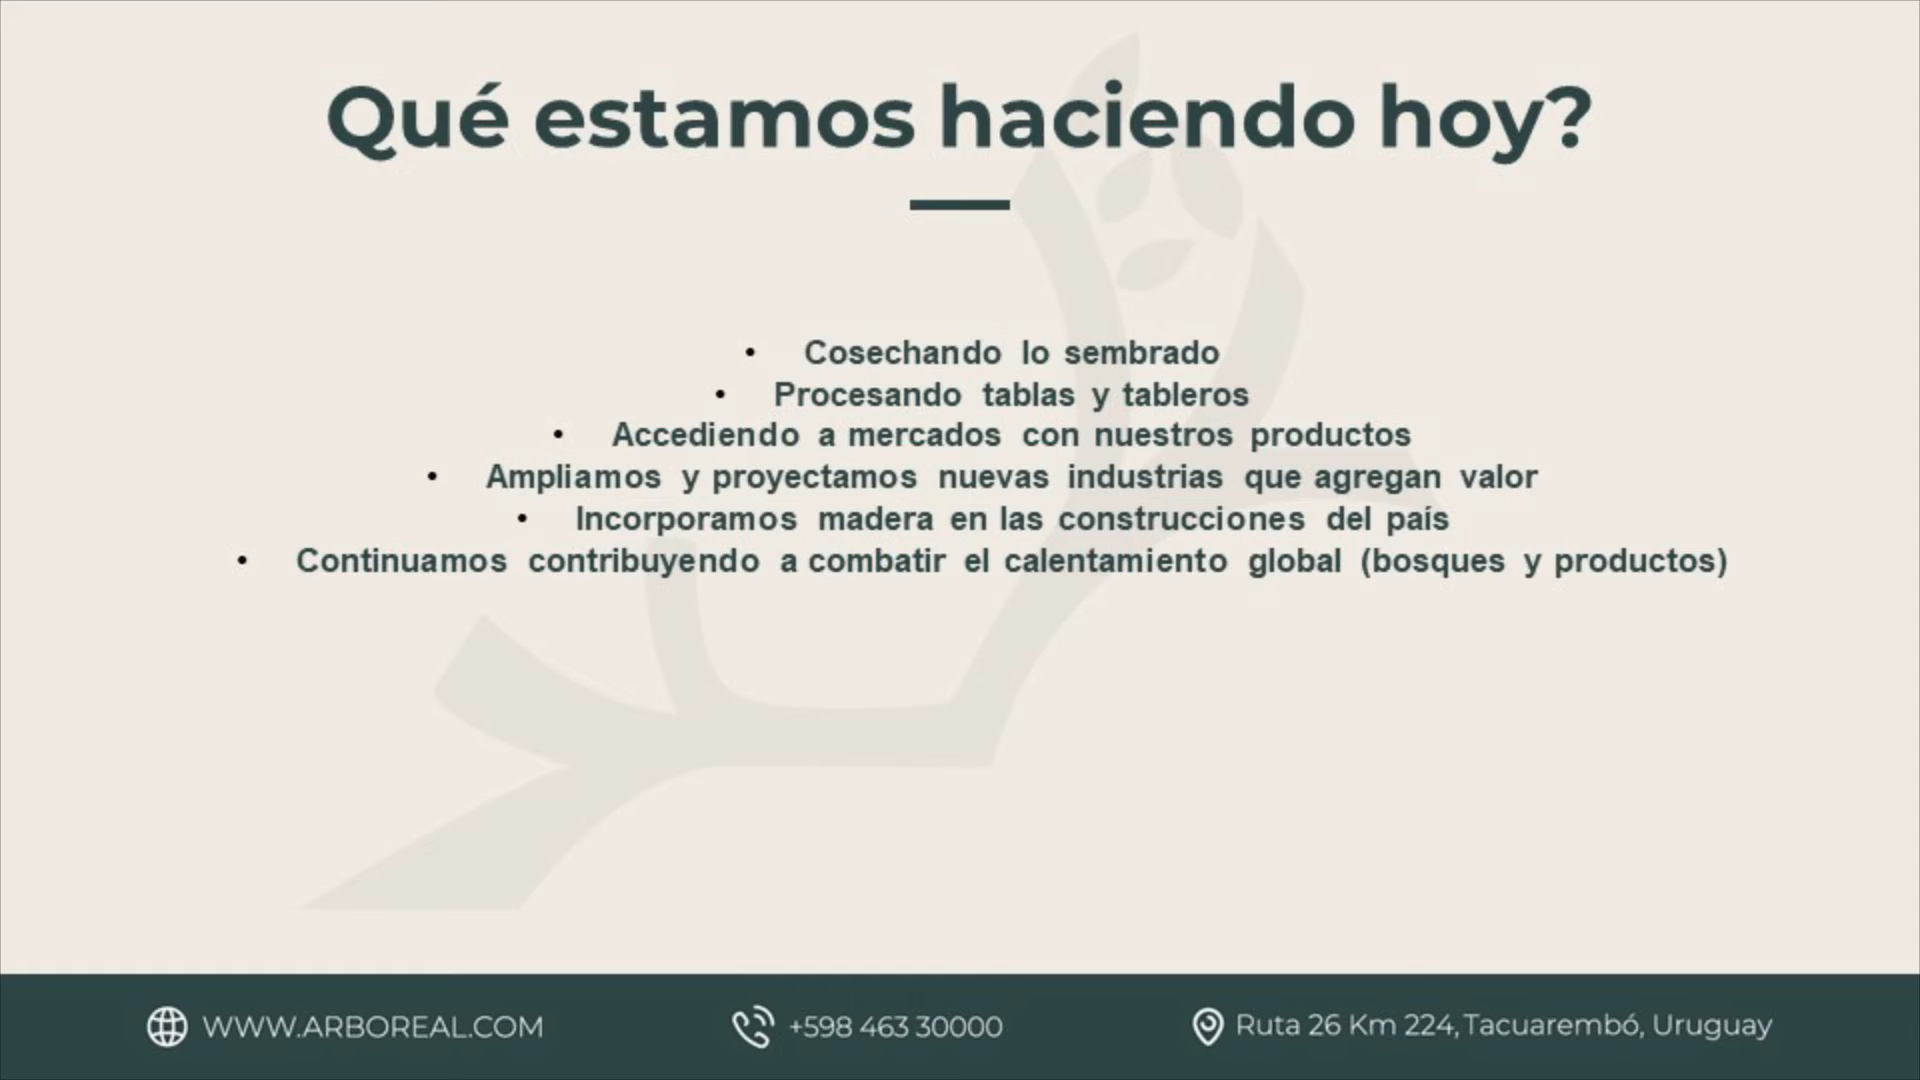 Qué estamos haciendo hoy?
• Cosechando lo sembrado
• Procesando tablas y tableros
• Accediendo a mercados con nuestros productos
• Ampliamos y proyectamos nuevas industrias que agregan valor
• Incorporamos madera en las construcciones del país
• Continuamos contribuyendo a combatir el calentamiento global (bosques y productos)
WWW.ARBOREAL.COM
+598 463 30000
Ruta 26 Km 224, Tacuarembó, Uruguay